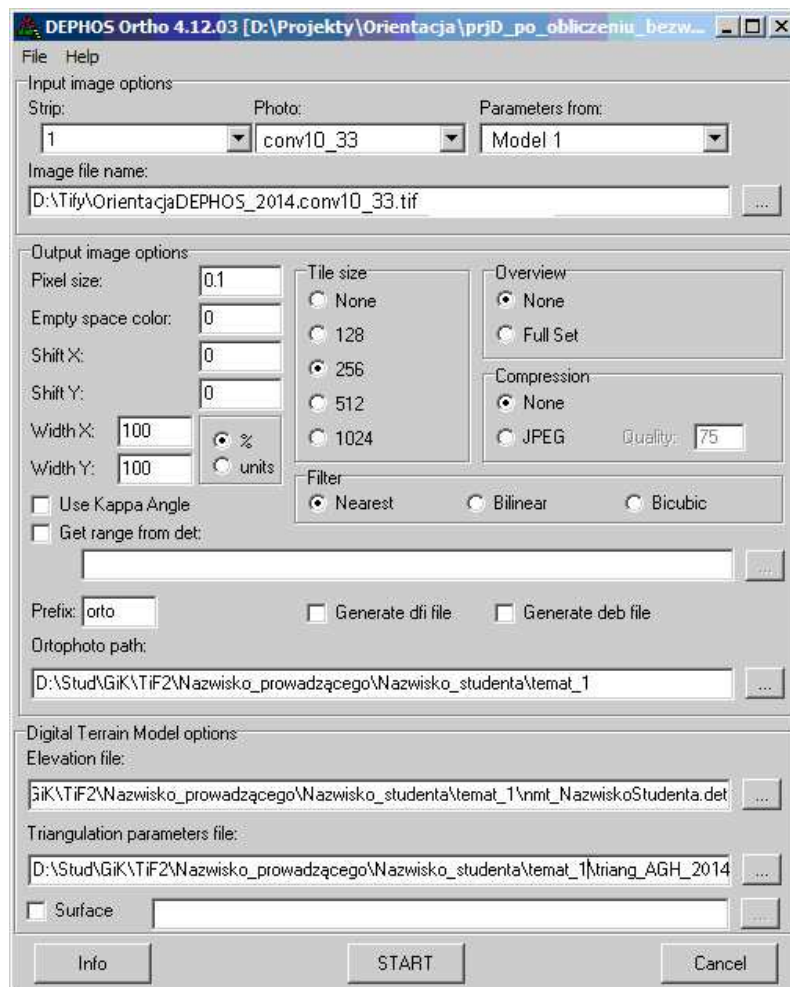 DEPHOS Ortho 4.12.03 [D:\Projekty\Orientacja\prjD_po_obliczeniu_bezw...
File Help
Input image options
Strip: Photo: Parameters from:
1 conv10_33 Model 1
Image file name:
D:\Tify\OrientacjaDEPHOS_2014.conv10_33.tif ...
Output image options
Pixel size: 0.1
Empty space color: 0
Shift X: 0
Shift Y: 0
Width X: 100
Width Y: 100
%
units
Tile size
None
128
256
512
1024
Overview
None
Full Set
Compression
None
JPEG Quality: 75
Filter
Nearest Bilinear Bicubic
Use Kappa Angle
Get range from det:
...
Prefix: orto Generate dfi file Generate deb file
Ortophoto path:
D:\Stud\GiK\TiF2\Nazwisko_prowadzącego\Nazwisko_studenta\temat_1 ...
Digital Terrain Model options
Elevation file:
GiK\TiF2\Nazwisko_prowadzącego\Nazwisko_studenta\temat_1\nmt_NazwiskoStudenta.det ...
Triangulation parameters file:
D:\Stud\GiK\TiF2\Nazwisko_prowadzącego\Nazwisko_studenta\temat_1\triang_AGH_2014 ...
Surface ...
Info START Cancel